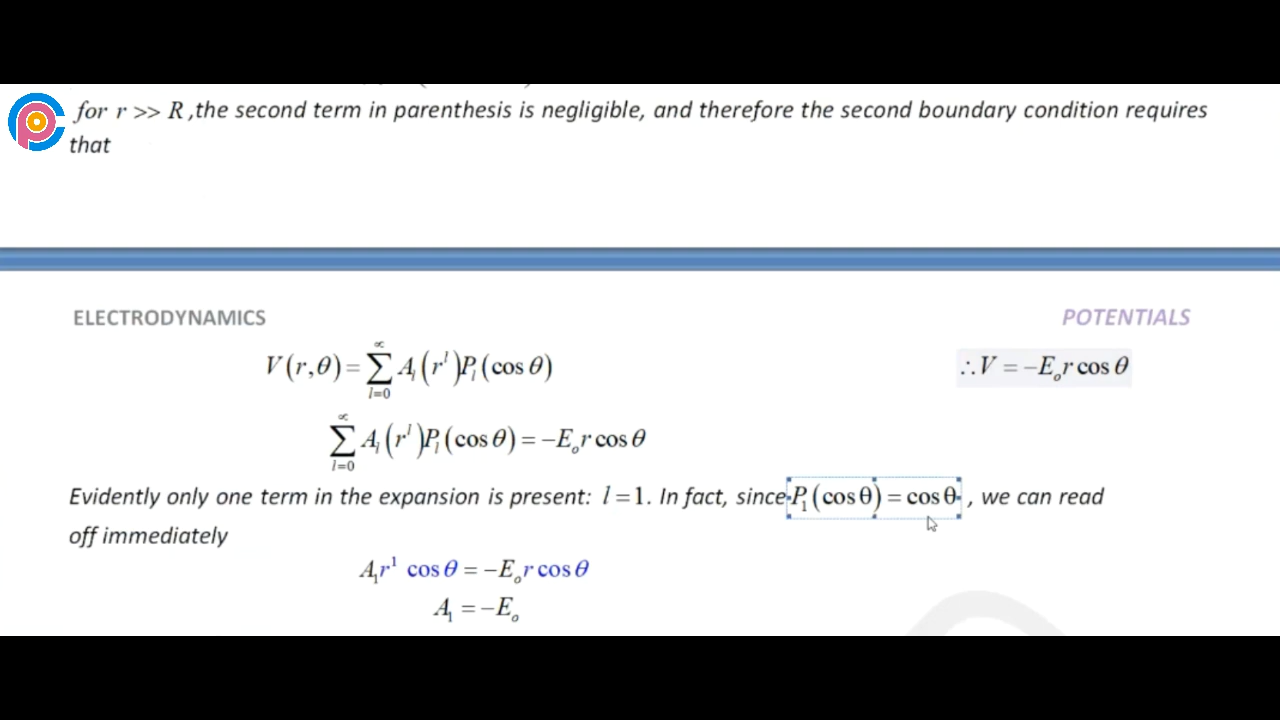 for r >> R ,the second term in parenthesis is negligible, and therefore the second boundary condition requires
that
ELECTRODYNAMICS
POTENTIALS
V(r,θ) = ∑_{l=0}^{∝} A_l (r^l) P_l (cos θ)
∴ V = −E_o r cos θ
∑_{l=0}^{∝} A_l (r^l) P_l (cos θ) = −E_o r cos θ
Evidently only one term in the expansion is present: l = 1. In fact, since P_1 (cos θ) = cos θ , we can read
off immediately
A_1 r^1 cos θ = −E_o r cos θ
A_1 = −E_o